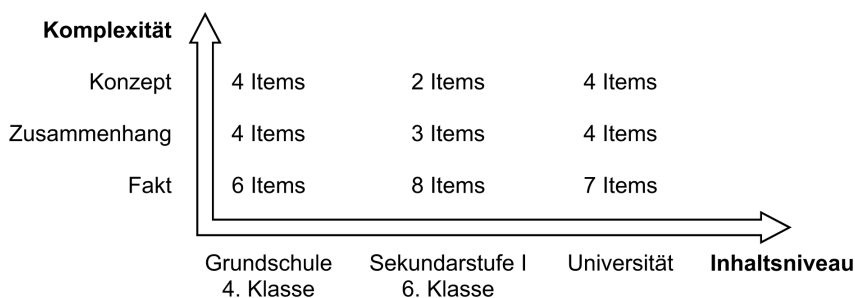 Komplexität
Konzept 4 Items 2 Items 4 Items
Zusammenhang 4 Items 3 Items 4 Items
Fakt 6 Items 8 Items 7 Items
Grundschule Sekundarstufe I Universität Inhaltsniveau
4. Klasse 6. Klasse